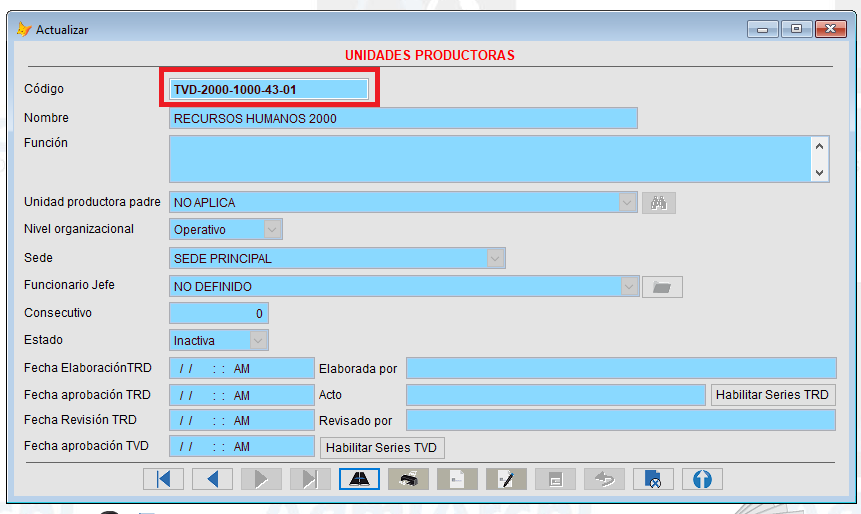 Actualizar
UNIDADES PRODUCTORAS
Código TVD-2000-1000-43-01
Nombre RECURSOS HUMANOS 2000
Función
Unidad productora padre NO APLICA
Nivel organizacional Operativo
Sede SEDE PRINCIPAL
Funcionario Jefe NO DEFINIDO
Consecutivo 0
Estado Inactiva
Fecha ElaboraciónTRD / / : : AM Elaborada por
Fecha aprobación TRD / / : : AM Acto Habilitar Series TRD
Fecha Revisión TRD / / : : AM Revisado por
Fecha aprobación TVD / / : : AM Habilitar Series TVD